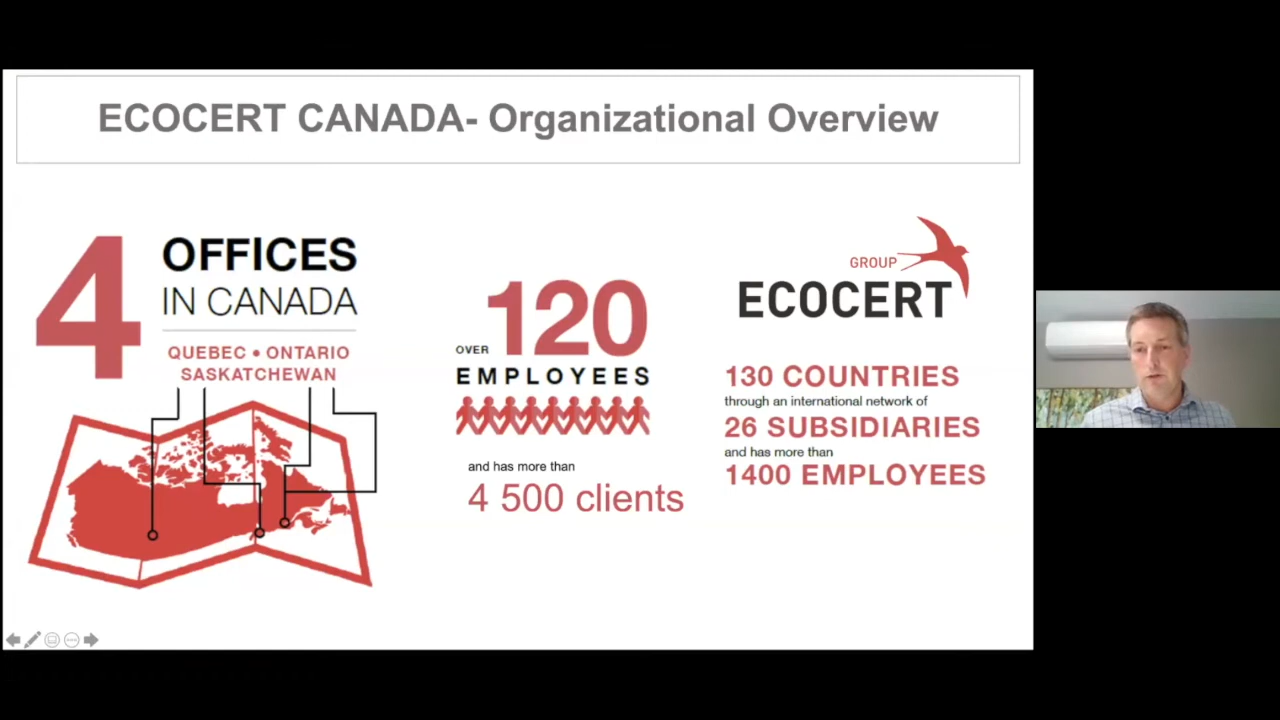 ECOCERT CANADA- Organizational Overview
4
OFFICES
IN CANADA
QUEBEC • ONTARIO
SASKATCHEWAN
OVER 120
EMPLOYEES
and has more than
4 500 clients
GROUP
ECOCERT
130 COUNTRIES
through an international network of
26 SUBSIDIARIES
and has more than
1400 EMPLOYEES